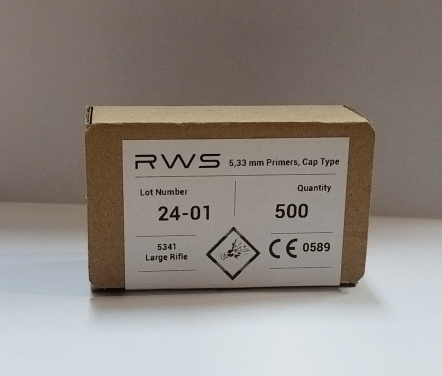 RWS 5,33 mm Primers, Cap Type
Lot Number Quantity
24-01 500
5341
Large Rifle
CE 0589